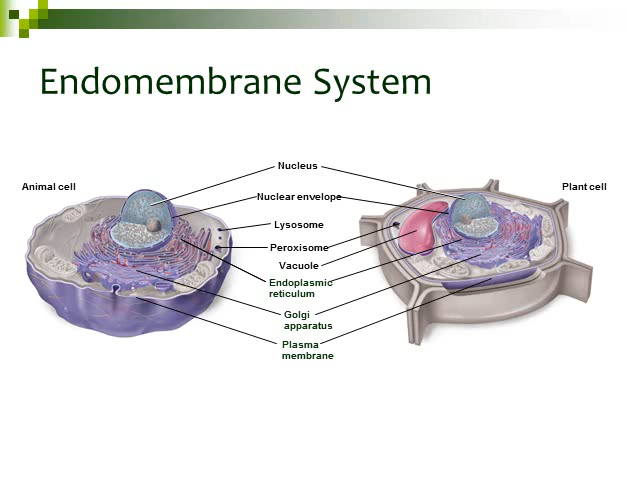 Endomembrane System
Nucleus
Animal cell
Plant cell
Nuclear envelope
Lysosome
Peroxisome
Vacuole
Endoplasmic
reticulum
Golgi
apparatus
Plasma
membrane